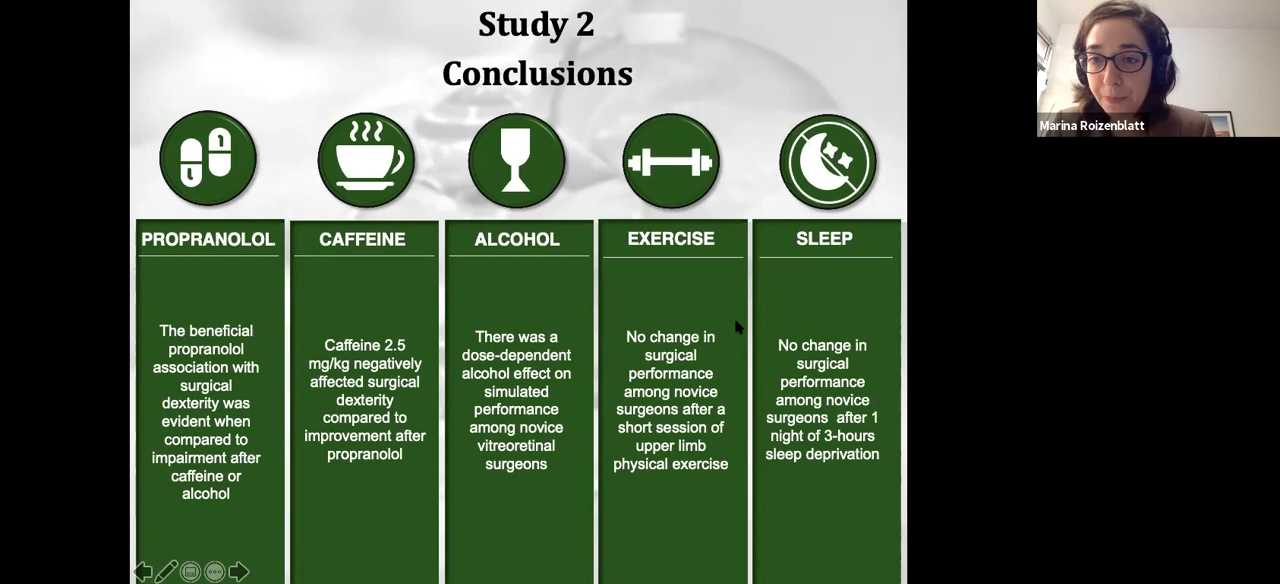 Study 2
Conclusions
Marina Roizenblatt
PROPRANOLOL
The beneficial
propranolol
association with
surgical
dexterity was
evident when
compared to
impairment after
caffeine or
alcohol
CAFFEINE
Caffeine 2.5
mg/kg negatively
affected surgical
dexterity
compared to
improvement after
propranolol
ALCOHOL
There was a
dose-dependent
alcohol effect on
simulated
performance
among novice
vitreoretinal
surgeons
EXERCISE
No change in
surgical
performance
among novice
surgeons after a
short session of
upper limb
physical exercise
SLEEP
No change in
surgical
performance
among novice
surgeons after 1
night of 3-hours
sleep deprivation